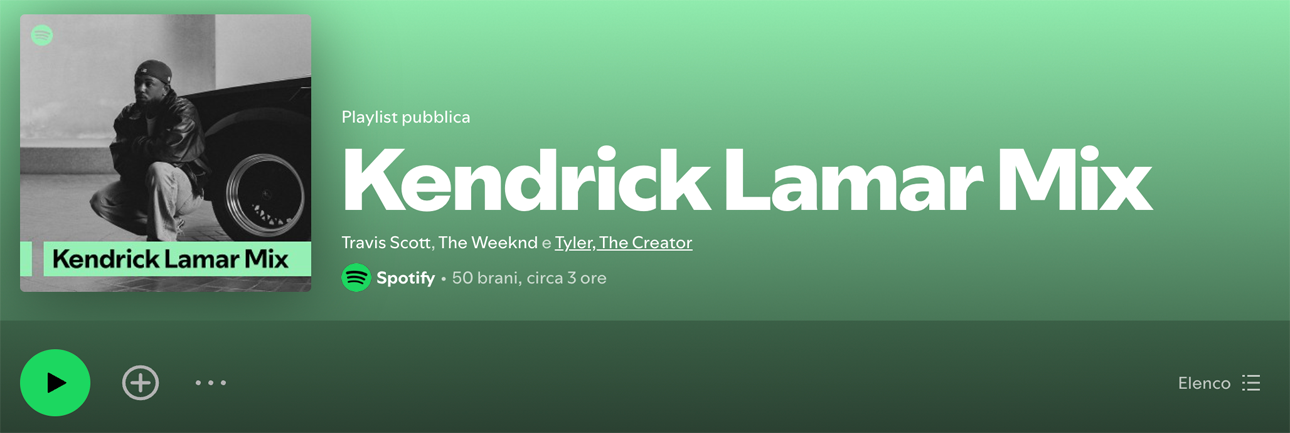 Kendrick Lamar Mix
Playlist pubblica
Kendrick Lamar Mix
Travis Scott, The Weeknd e Tyler, The Creator
Spotify • 50 brani, circa 3 ore
Elenco